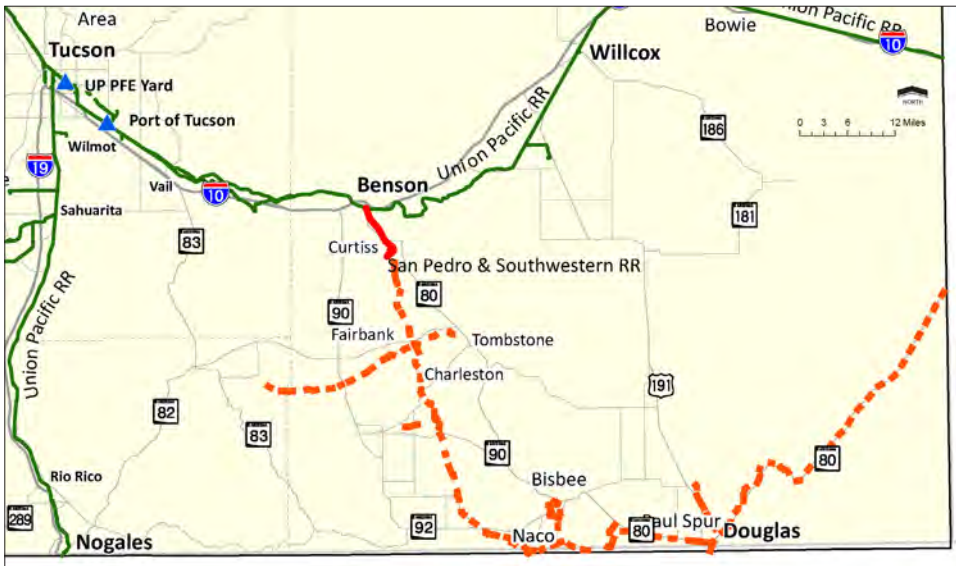 Area
Union Pacific RR
Union Pacific RR
10
Bowie
Tucson
Willcox
UP PFE Yard
NORTH
0 3 6 12 Miles
Port of Tucson
186
Wilmot
Union Pacific RR
19
Vail
10
Benson
Sahuarita
181
83
Curtiss
San Pedro & Southwestern RR
80
90
Union Pacific RR
Fairbank
Tombstone
Charleston
191
82
83
90
80
Rio Rico
Bisbee
289
92
Naco
80
Paul Spur
Douglas
Nogales